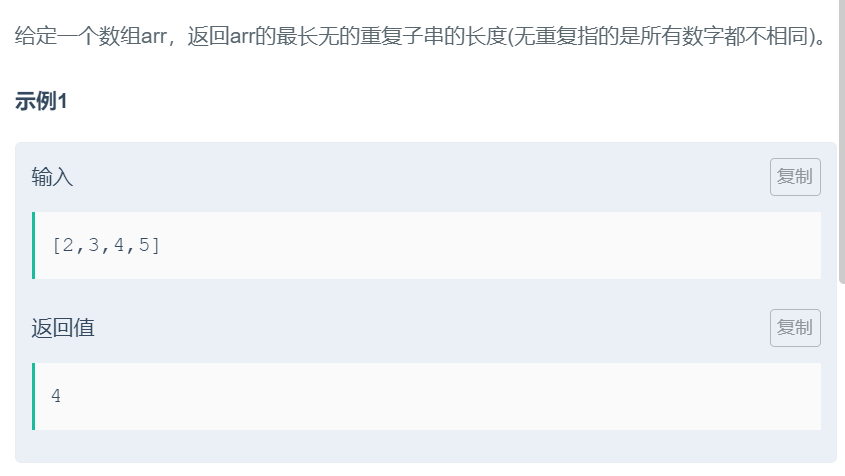 给定一个数组arr，返回arr的最长无的重复子串的长度(无重复指的是所有数字都不相同)。
示例1
输入
复制
[2,3,4,5]
返回值
复制
4